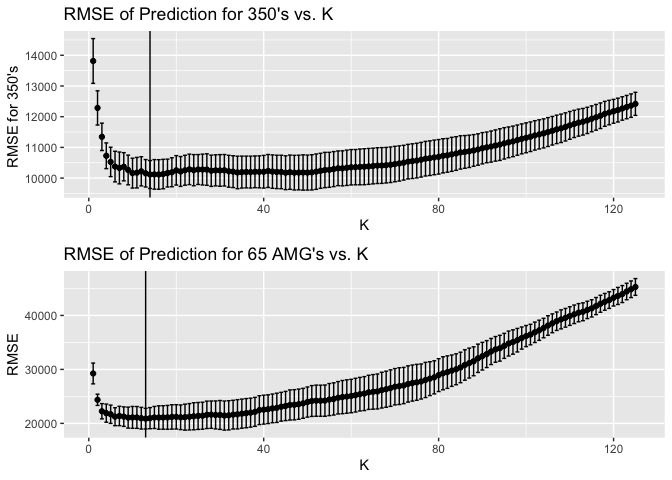 RMSE of Prediction for 350's vs. K
RMSE for 350's
14000
13000
12000
11000
10000
0
40
80
120
K
RMSE of Prediction for 65 AMG's vs. K
RMSE
40000
30000
20000
0
40
80
120
K